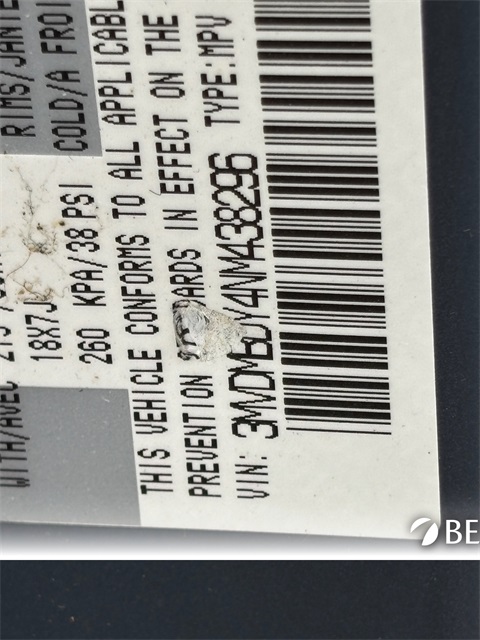 WITH/AVEC
RIMS/JANTE
18X7J
COLD/A FROI
260 KPA/38 PSI
THIS VEHICLE CONFORMS TO ALL APPLICABL
PREVENTION ARDS IN EFFECT ON THE
VIN: 3MVDMBDY4NM438296 TYPE:MPV
BE